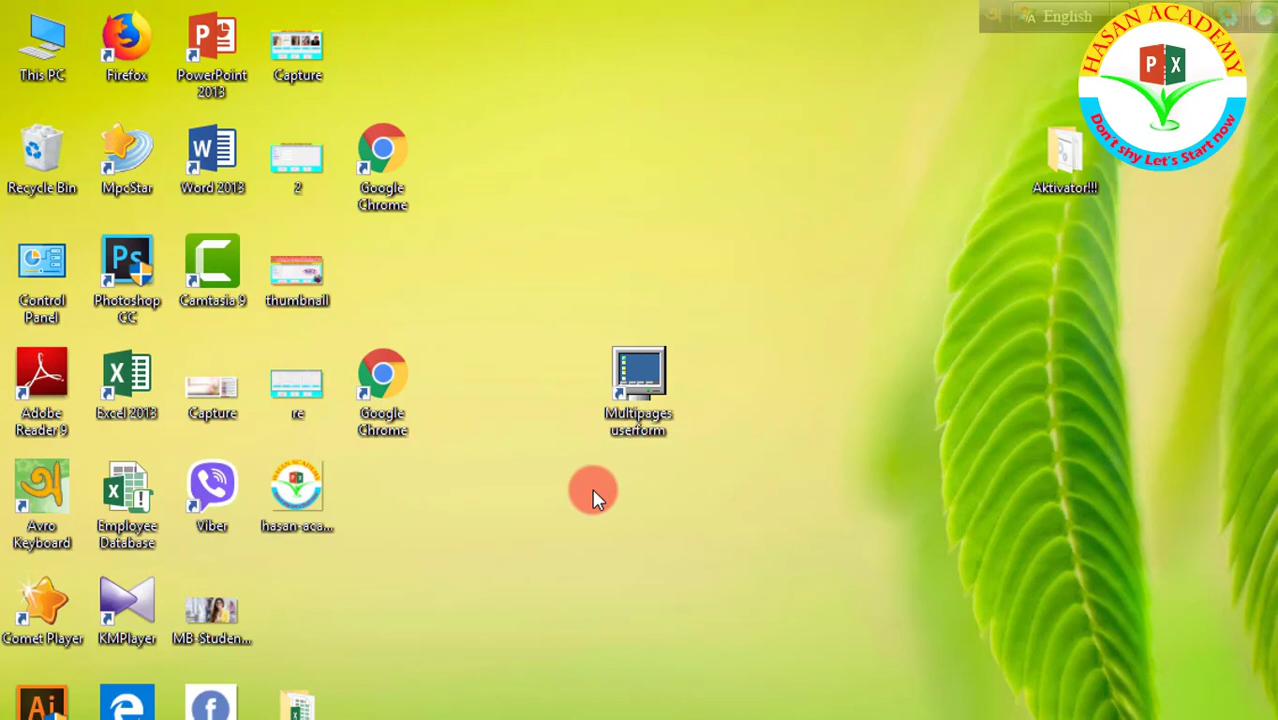 English
HASAN ACADEMY
P X
Don't shy Let's Start now
This PC
Firefox
PowerPoint
2013
Capture
Aktivator!!!
Recycle Bin
MpcStar
Word 2013
2
Google
Chrome
Control
Panel
Photoshop
CC
Camtasia 9
thumbnail
Adobe
Reader 9
Excel 2013
Capture
re
Google
Chrome
Multipages
userform
অ
Avro
Keyboard
Employee
Database
Viber
hasan-aca...
Comet Player
KMPlayer
MB-Studen...
Ai